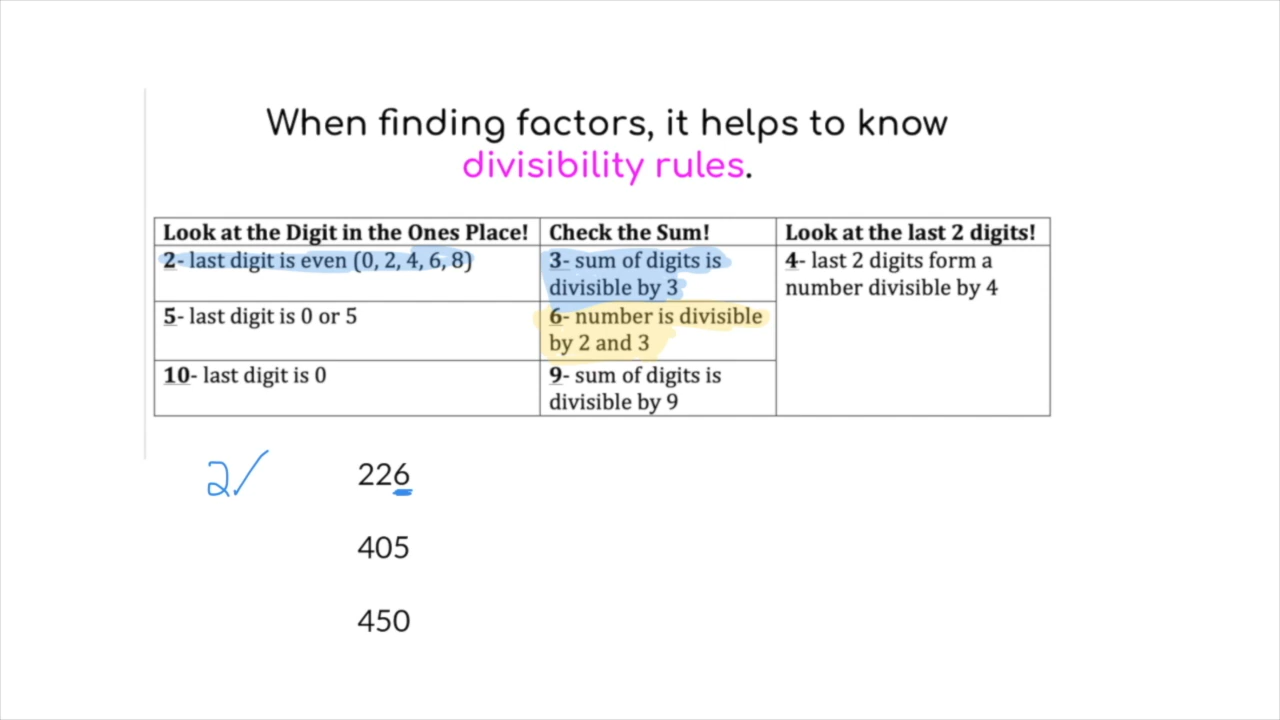 When finding factors, it helps to know
divisibility rules.
Look at the Digit in the Ones Place! Check the Sum! Look at the last 2 digits!
2- last digit is even (0, 2, 4, 6, 8) 3- sum of digits is divisible by 3 4- last 2 digits form a number divisible by 4
5- last digit is 0 or 5 6- number is divisible by 2 and 3
10- last digit is 0 9- sum of digits is divisible by 9
2✓ 226
405
450